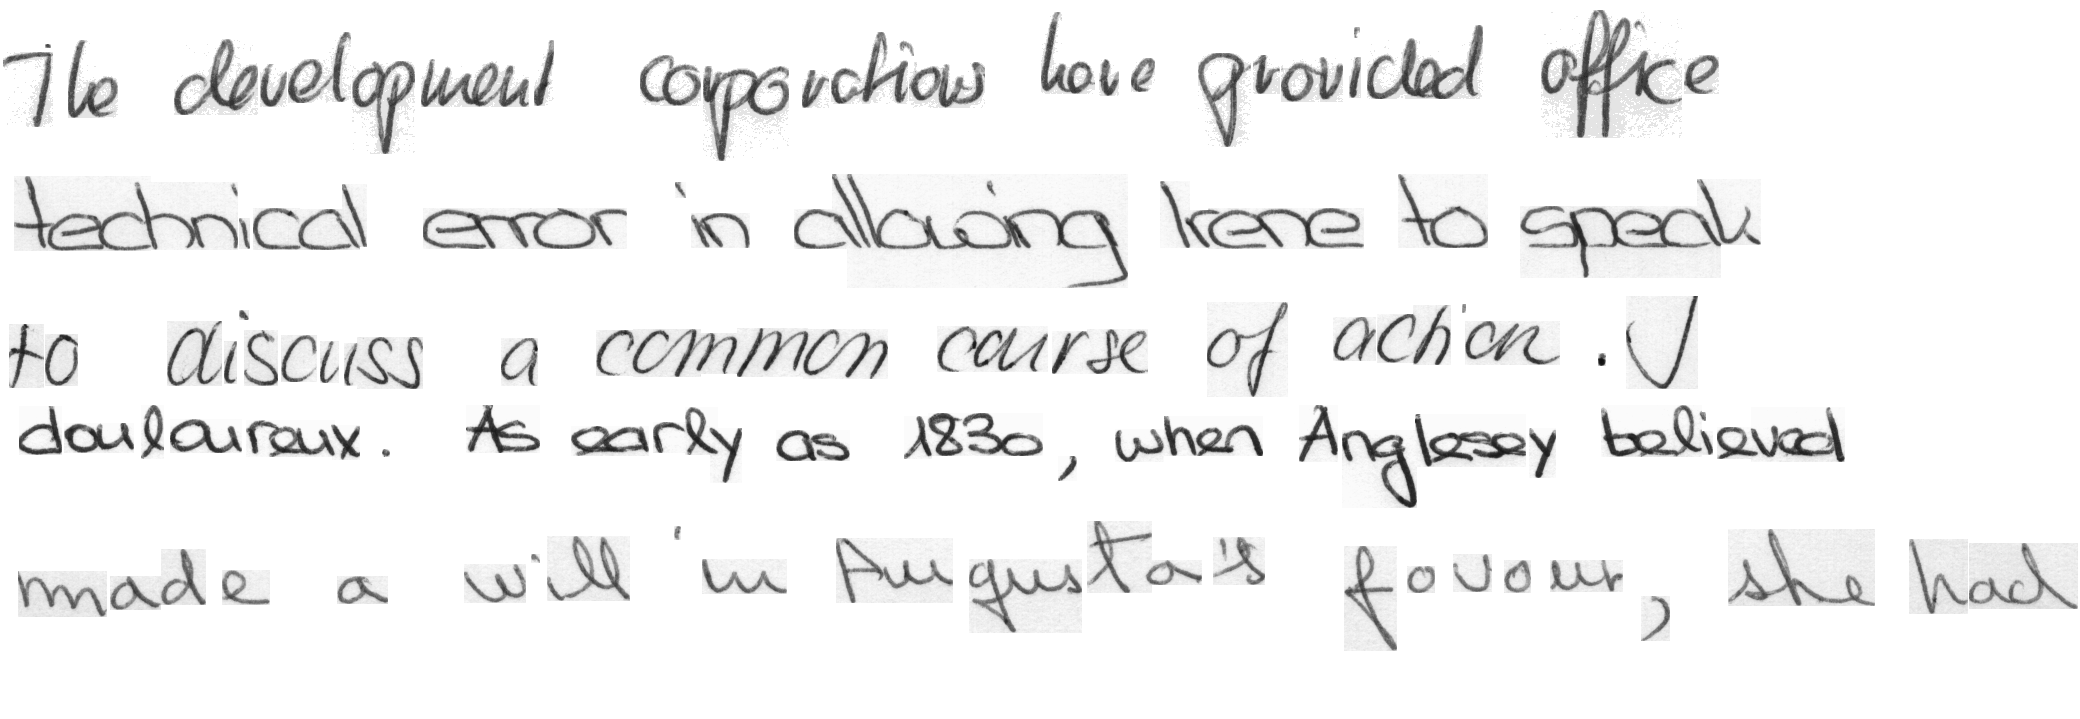 The development corporations have provided office
technical error in allowing Irene to speak
to discuss a common course of action.
douloureux. As early as 1830, when Anglesey believed
made a will in Augusta's favour, she had